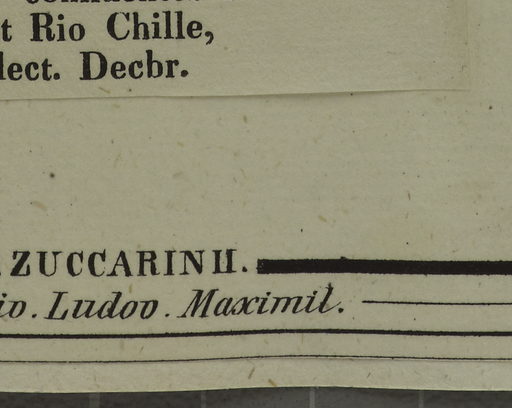 t Rio Chille,
lect. Decbr.
ZUCCARINII.
iv. Ludov. Maximil.